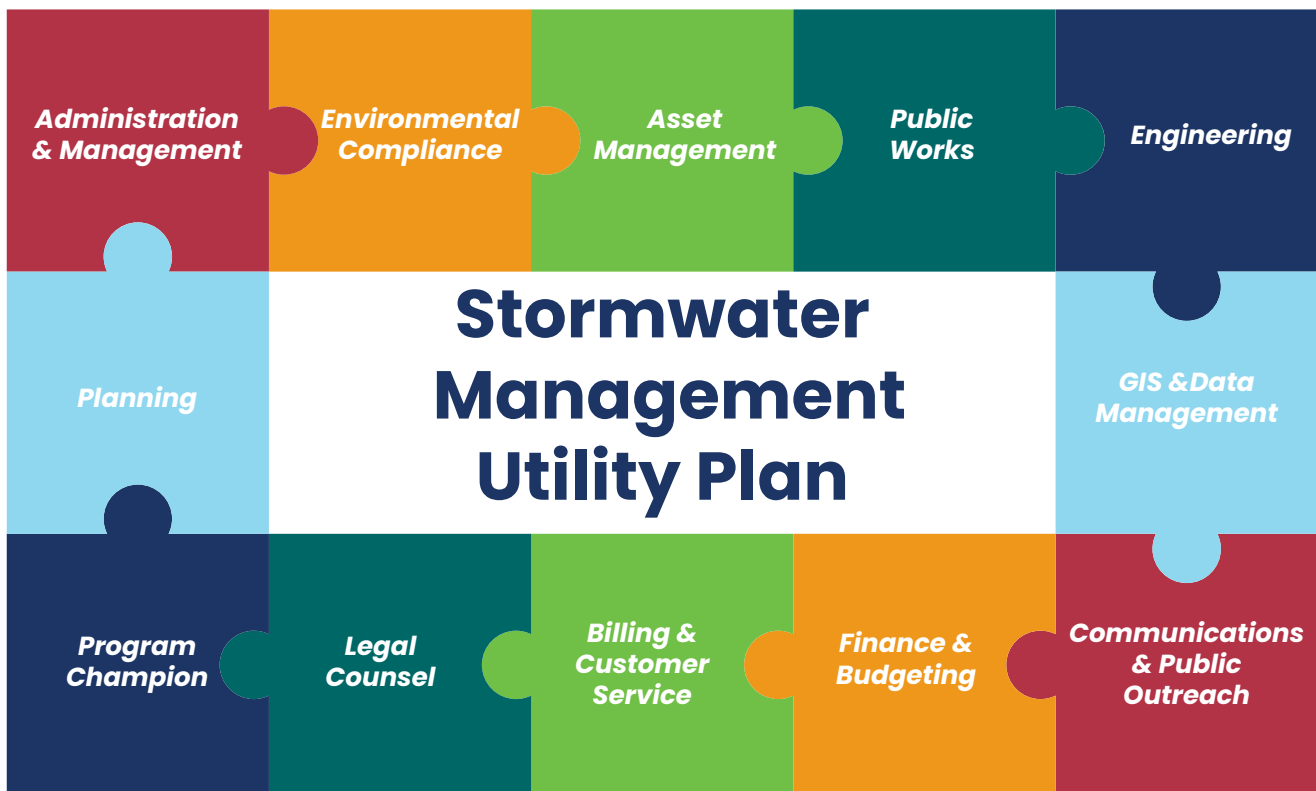 Administration
& Management
Environmental
Compliance
Asset
Management
Public
Works
Engineering
Planning
Stormwater
Management
Utility Plan
GIS &Data
Management
Program
Champion
Legal
Counsel
Billing &
Customer
Service
Finance &
Budgeting
Communications
& Public
Outreach